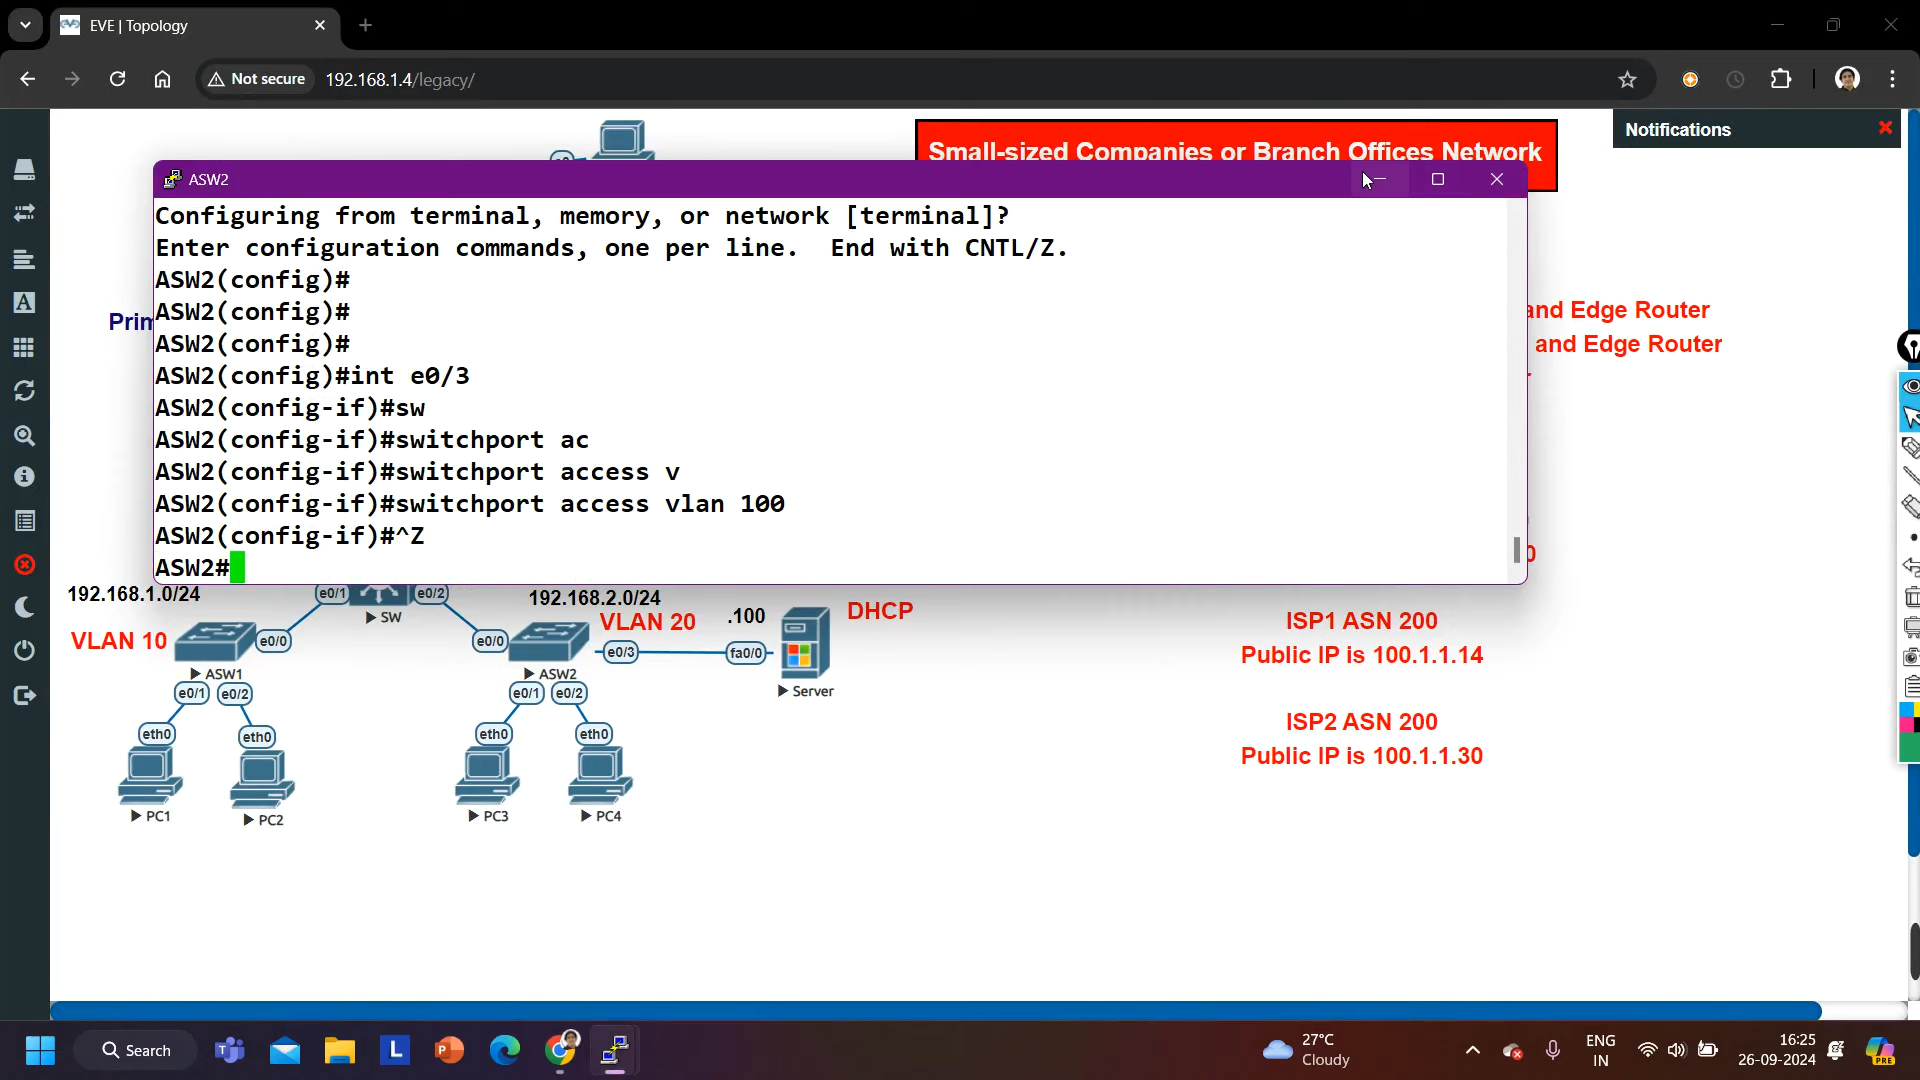 EVE | Topology
Not secure
192.168.1.4/legacy/
Notifications
Small-sized Companies or Branch Offices Network
ASW2
Configuring from terminal, memory, or network [terminal]?
Enter configuration commands, one per line.  End with CNTL/Z.
ASW2(config)#
ASW2(config)#
ASW2(config)#
ASW2(config)#int e0/3
ASW2(config-if)#sw
ASW2(config-if)#switchport ac
ASW2(config-if)#switchport access v
ASW2(config-if)#switchport access vlan 100
ASW2(config-if)#^Z
ASW2#
Prim
and Edge Router
and Edge Router
0
192.168.1.0/24
e0/1
e0/2
SW
192.168.2.0/24
VLAN 20
.100
DHCP
VLAN 10
e0/0
e0/0
e0/3
fa0/0
ASW1
ASW2
Server
e0/1
e0/2
e0/1
e0/2
eth0
eth0
eth0
eth0
PC1
PC2
PC3
PC4
ISP1 ASN 200
Public IP is 100.1.1.14
ISP2 ASN 200
Public IP is 100.1.1.30
Search
27°C
Cloudy
ENG
IN
16:25
26-09-2024